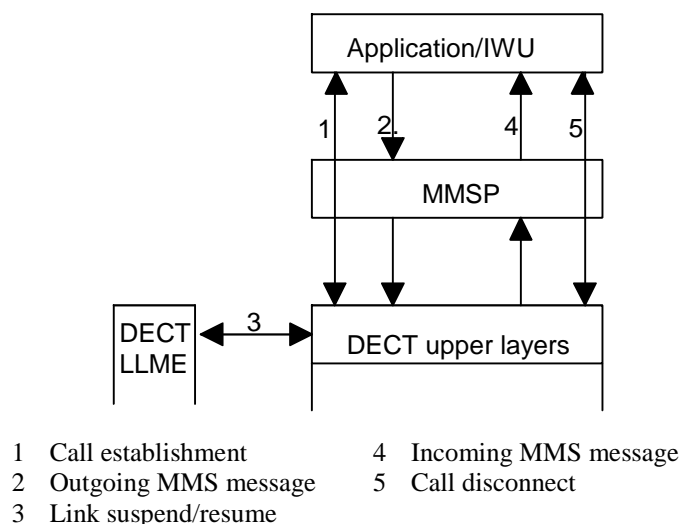 Application/IWU
1 2. 4 5
MMSP
DECT
LLME
3
DECT upper layers
1 Call establishment 4 Incoming MMS message
2 Outgoing MMS message 5 Call disconnect
3 Link suspend/resume